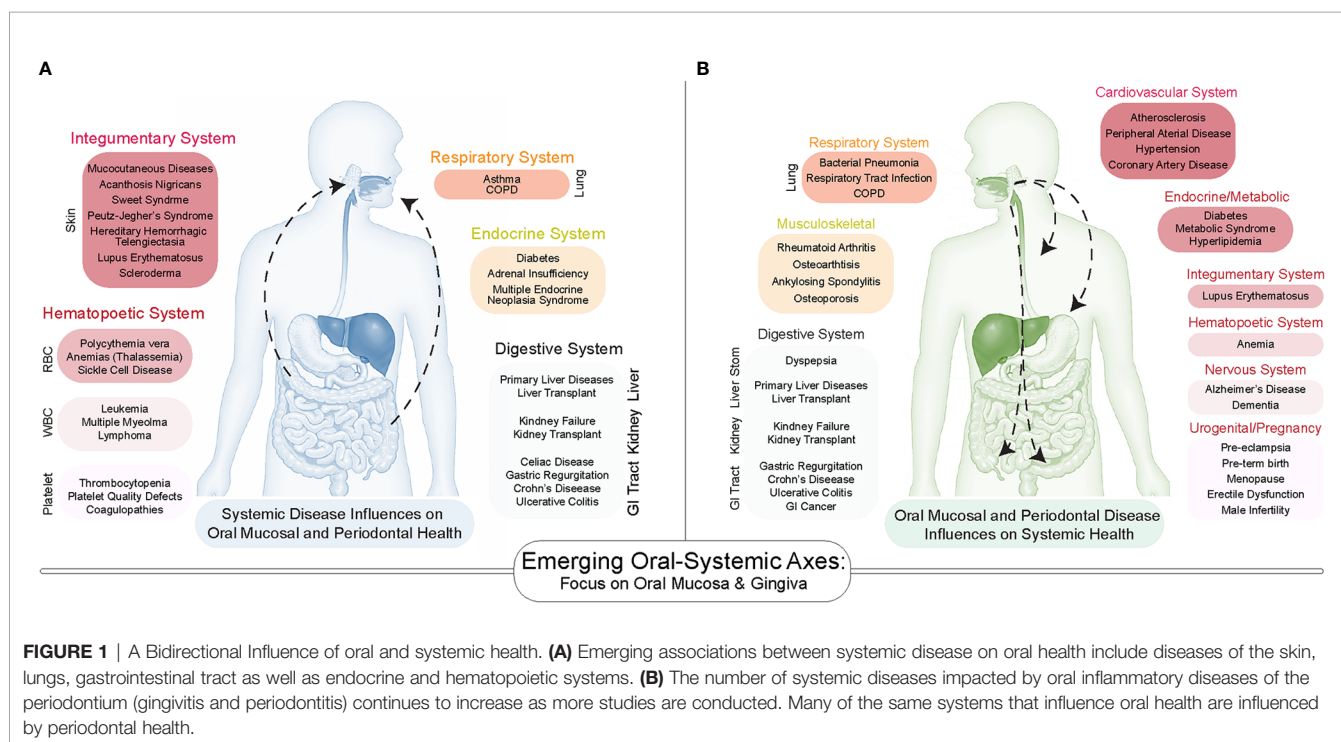 A
Integumentary System
Skin
Mucocutaneous Diseases
Acanthosis Nigricans
Sweet Syndrme
Peutz-Jegher's Syndrome
Hereditary Hemorrhagic
Telengiectasia
Lupus Erythematosus
Scleroderma
Hematopoetic System
RBC
Polycythemia vera
Anemias (Thalassemia)
Sickle Cell Disease
WBC
Leukemia
Multiple Myeolma
Lymphoma
Platelet
Thrombocytopenia
Platelet Quality Defects
Coagulopathies
Respiratory System
Asthma
COPD
Lung
Endocrine System
Diabetes
Adrenal Insufficiency
Multiple Endocrine
Neoplasia Syndrome
Digestive System
Primary Liver Diseases
Liver Transplant
Liver
Kindney Failure
Kidney Transplant
Kidney
Celiac Disease
Gastric Regurgitation
Crohn's Diseease
Ulcerative Colitis
GI Tract
Systemic Disease Influences on
Oral Mucosal and Periodontal Health
B
Respiratory System
Lung
Bacterial Pneumonia
Respiratory Tract Infection
COPD
Musculoskeletal
Rheumatoid Arthritis
Osteoarthtisis
Ankylosing Spondylitis
Osteoporosis
Digestive System
Stom
Dyspepsia
Liver
Primary Liver Diseases
Liver Transplant
Kidney
Kindney Failure
Kidney Transplant
GI Tract
Gastric Regurgitation
Crohn's Diseease
Ulcerative Colitis
GI Cancer
Cardiovascular System
Atherosclerosis
Peripheral Aterial Disease
Hypertension
Coronary Artery Disease
Endocrine/Metabolic
Diabetes
Metabolic Syndrome
Hyperlipidemia
Integumentary System
Lupus Erythematosus
Hematopoetic System
Anemia
Nervous System
Alzheimer's Disease
Dementia
Urogenital/Pregnancy
Pre-eclampsia
Pre-term birth
Menopause
Erectile Dysfunction
Male Infertility
Oral Mucosal and Periodontal Disease
Influences on Systemic Health
Emerging Oral-Systemic Axes:
Focus on Oral Mucosa & Gingiva
FIGURE 1 | A Bidirectional Influence of oral and systemic health. (A) Emerging associations between systemic disease on oral health include diseases of the skin,
lungs, gastrointestinal tract as well as endocrine and hematopoietic systems. (B) The number of systemic diseases impacted by oral inflammatory diseases of the
periodontium (gingivitis and periodontitis) continues to increase as more studies are conducted. Many of the same systems that influence oral health are influenced
by periodontal health.